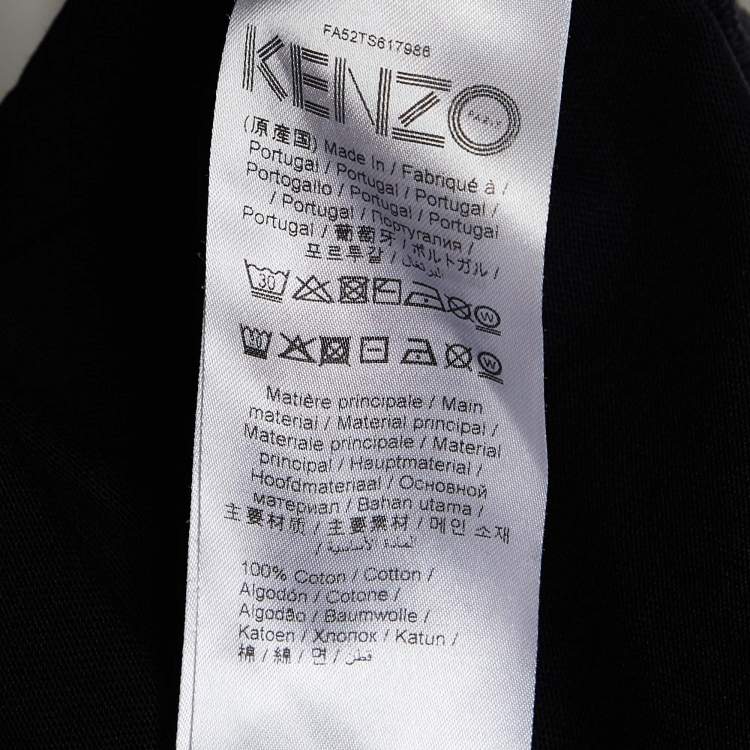 FA52TS617986
KENZO
PARIS
(原産国) Made In / Fabriqué à /
Portugal / Portugal / Portugal /
Portogallo / Portugal / Portugal
/ Portugal / Португалия /
Portugal / 葡萄牙 / ポルトガル /
포르투갈 / البرتغال
30
W
30
W
Matière principale / Main
material / Material principal /
Materiale principale / Material
principal / Hauptmaterial /
Hoofdmateriaal / Основной
материал / Bahan utama /
主要材质 / 主要素材 / 메인 소재
/ المادة الأساسية
100% Coton / Cotton /
Algodón / Cotone /
Algodão / Baumwolle /
Katoen / Хлопок / Katun /
棉 / 綿 / 면 / قطن